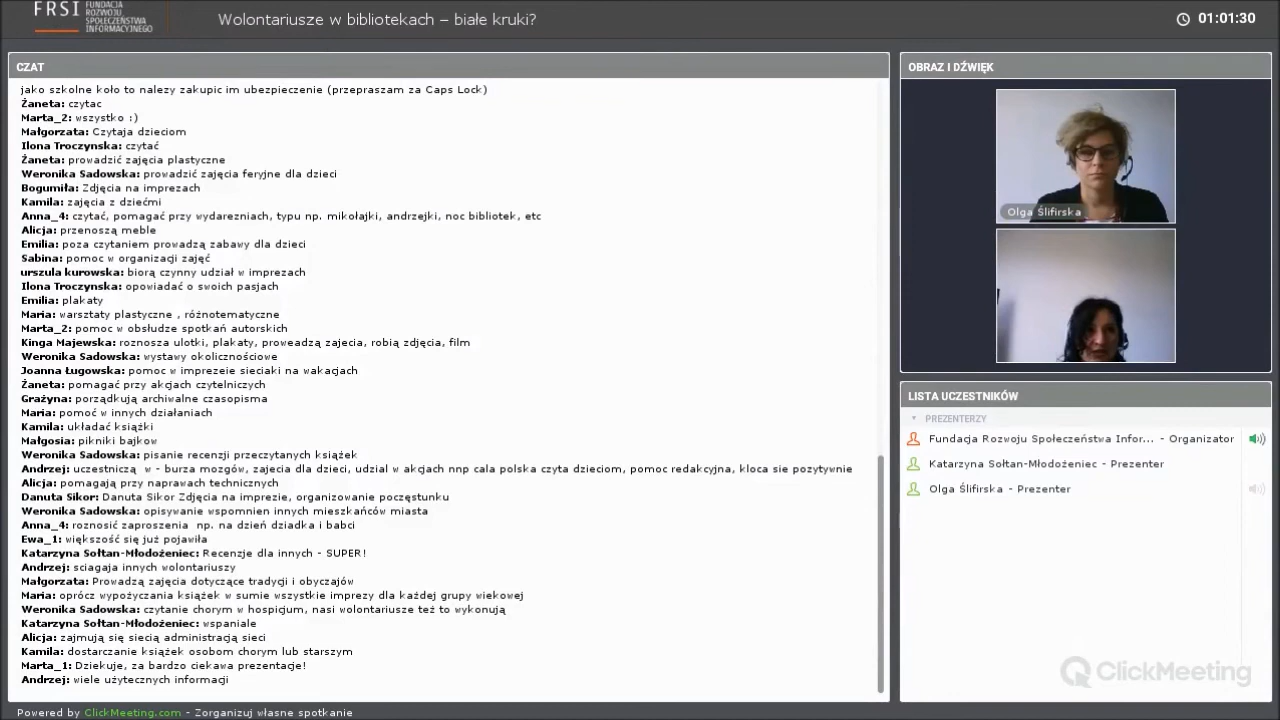 FRSI FUNDACJA
ROZWOJU
SPOŁECZEŃSTWA
INFORMACYJNEGO
Wolontariusze w bibliotekach – białe kruki?
01:01:30
CZAT
jako szkolne koło to nalezy zakupic im ubezpieczenie (przepraszam za Caps Lock)
Żaneta: czytac
Marta_2: wszystko :)
Małgorzata: Czytaja dzieciom
Ilona Troczynska: czytać
Żaneta: prowadzić zajęcia plastyczne
Weronika Sadowska: prowadzić zajęcia feryjne dla dzieci
Bogumiła: Zdjęcia na imprezach
Kamila: zajęcia z dziećmi
Anna_4: czytać, pomagać przy wydarezniach, typu np. mikołajki, andrzejki, noc bibliotek, etc
Alicja: przenoszą meble
Emilia: poza czytaniem prowadzą zabawy dla dzieci
Sabina: pomoc w organizacji zajęć
urszula kurowska: biorą czynny udział w imprezach
Ilona Troczynska: opowiadać o swoich pasjach
Emilia: plakaty
Maria: warsztaty plastyczne , różnotematyczne
Marta_2: pomoc w obsłudze spotkań autorskich
Kinga Majewska: roznosza ulotki, plakaty, proweadzą zajecia, robią zdjęcia, film
Weronika Sadowska: wystawy okolicznościowe
Joanna Ługowska: pomoc w imprezeie sieciaki na wakacjach
Żaneta: pomagać przy akcjach czytelniczych
Grażyna: porządkują archiwalne czasopisma
Maria: pomoć w innych działaniach
Kamila: układać książki
Małgosia: pikniki bajkow
Weronika Sadowska: pisanie recenzji przeczytanych książek
Andrzej: uczestniczą  w - burza mozgów, zajecia dla dzieci, udzial w akcjach nnp cala polska czyta dzieciom, pomoc redakcyjna, kloca sie pozytywnie
Alicja: pomagają przy naprawach technicznych
Danuta Sikor: Danuta Sikor Zdjęcia na imprezie, organizowanie poczęstunku
Weronika Sadowska: opisywanie wspomnien innych mieszkańców miasta
Anna_4: roznosić zaproszenia  np. na dzień dziadka i babci
Ewa_1: większość się już pojawiła
Katarzyna Sołtan-Młodożeniec: Recenzje dla innych - SUPER!
Andrzej: sciagaja innych wolontariuszy
Małgorzata: Prowadzą zajęcia dotyczące tradycji i obyczajów
Maria: oprócz wypożyczania książek w sumie wszystkie imprezy dla każdej grupy wiekowej
Weronika Sadowska: czytanie chorym w hospicjum, nasi wolontariusze też to wykonują
Katarzyna Sołtan-Młodożeniec: wspaniale
Alicja: zajmują się siecią administracją sieci
Kamila: dostarczanie książek osobom chorym lub starszym
Marta_1: Dziekuje, za bardzo ciekawa prezentacje!
Andrzej: wiele użytecznych informacji
OBRAZ I DŹWIĘK
Olga Ślifirska
LISTA UCZESTNIKÓW
PREZENTERZY
Fundacja Rozwoju Społeczeństwa Infor... - Organizator
Katarzyna Sołtan-Młodożeniec - Prezenter
Olga Ślifirska - Prezenter
ClickMeeting
Powered by ClickMeeting.com - Zorganizuj własne spotkanie